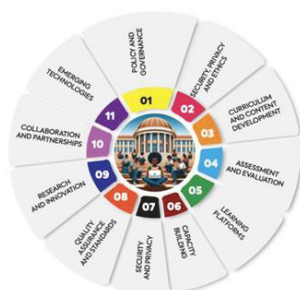 POLICY AND
GOVERNANCE
01
SECURITY PRIVACY
AND ETHICS
02
CURRICULUM
AND CONTENT
DEVELOPMENT
03
ASSESSMENT
AND EVALUATION
04
LEARNING
PLATFORMS
05
CAPACITY
BUILDING
06
SECURITY
AND PRIVACY
07
QUALITY
ASSURANCE
AND STANDARDS
08
RESEARCH
AND INNOVATION
09
COLLABORATION
AND PARTNERSHIPS
10
EMERGING
TECHNOLOGIES
11